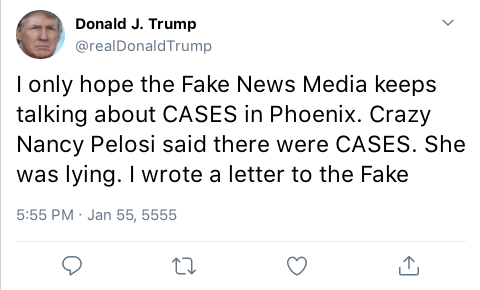 Donald J. Trump
@realDonaldTrump
I only hope the Fake News Media keeps
talking about CASES in Phoenix. Crazy
Nancy Pelosi said there were CASES. She
was lying. I wrote a letter to the Fake
5:55 PM · Jan 55, 5555